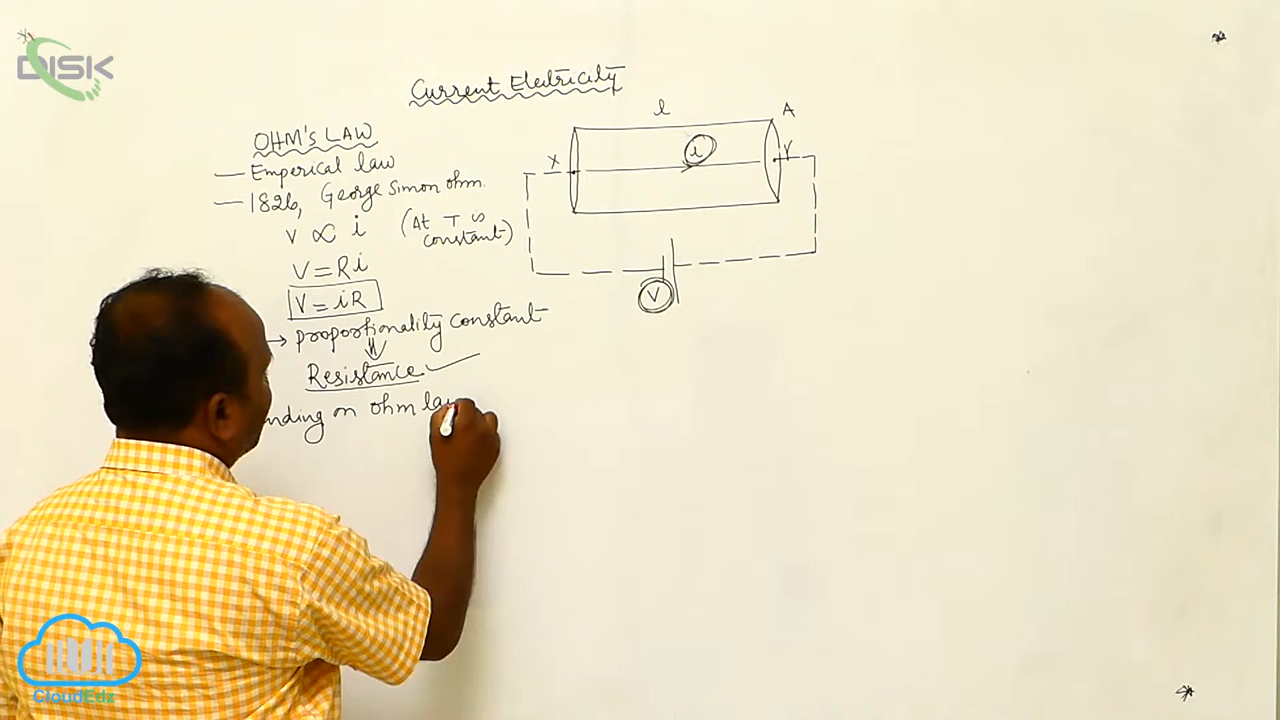 DISK
Current Electricity
OHM's LAW
— Emperical law
— 1826, George Simon ohm.
V ∝ i (At T is constant)
V = Ri
V = iR
→ proportionality constant
⇓
Resistance ✓
nding on ohm law
l
A
X
i
Y
V
CloudEdz